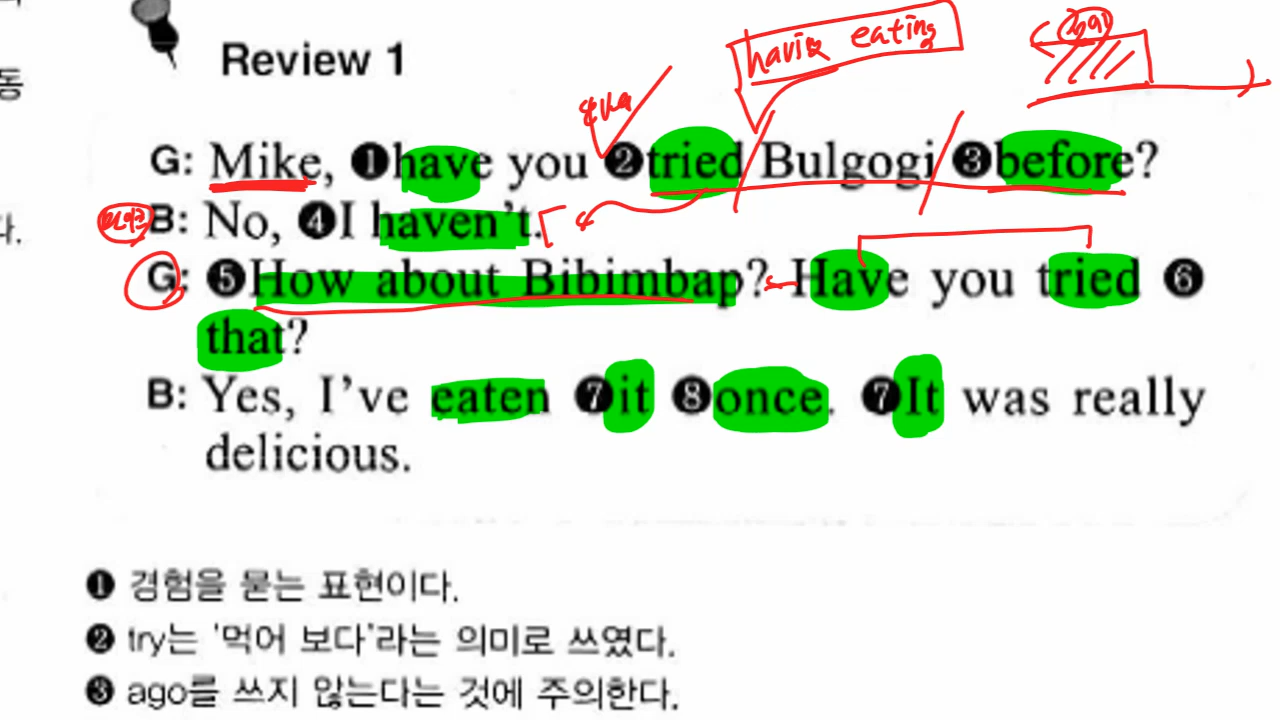 동
다.
Review 1
having eating
G: Mike, ❶have you ❷tried Bulgogi ❸before?
B: No, ❹I haven't.
G: ❺How about Bibimbap? Have you tried ❻
that?
B: Yes, I've eaten ❼it ❽once. ❼It was really
delicious.
❶ 경험을 묻는 표현이다.
❷ try는 '먹어 보다'라는 의미로 쓰였다.
❸ ago를 쓰지 않는다는 것에 주의한다.